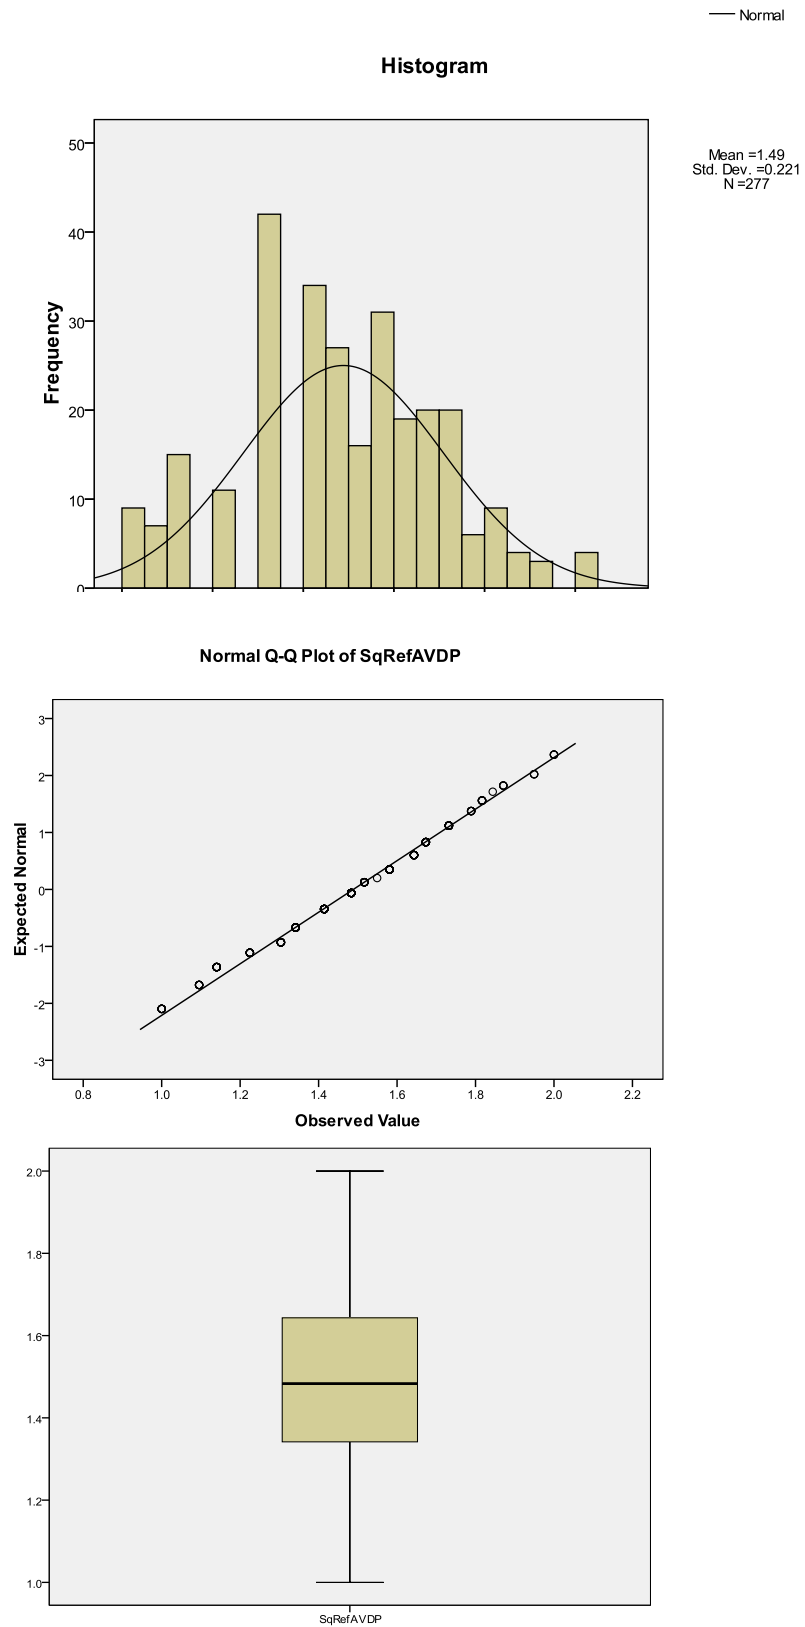 Normal
Histogram
Mean =1.49
Std. Dev. =0.221
N =277
Frequency
50
40
30
20
10
0
Normal Q-Q Plot of SqRefAVDP
Expected Normal
3
2
1
0
-1
-2
-3
0.8 1.0 1.2 1.4 1.6 1.8 2.0 2.2
Observed Value
2.0
1.8
1.6
1.4
1.2
1.0
SqRefAVDP